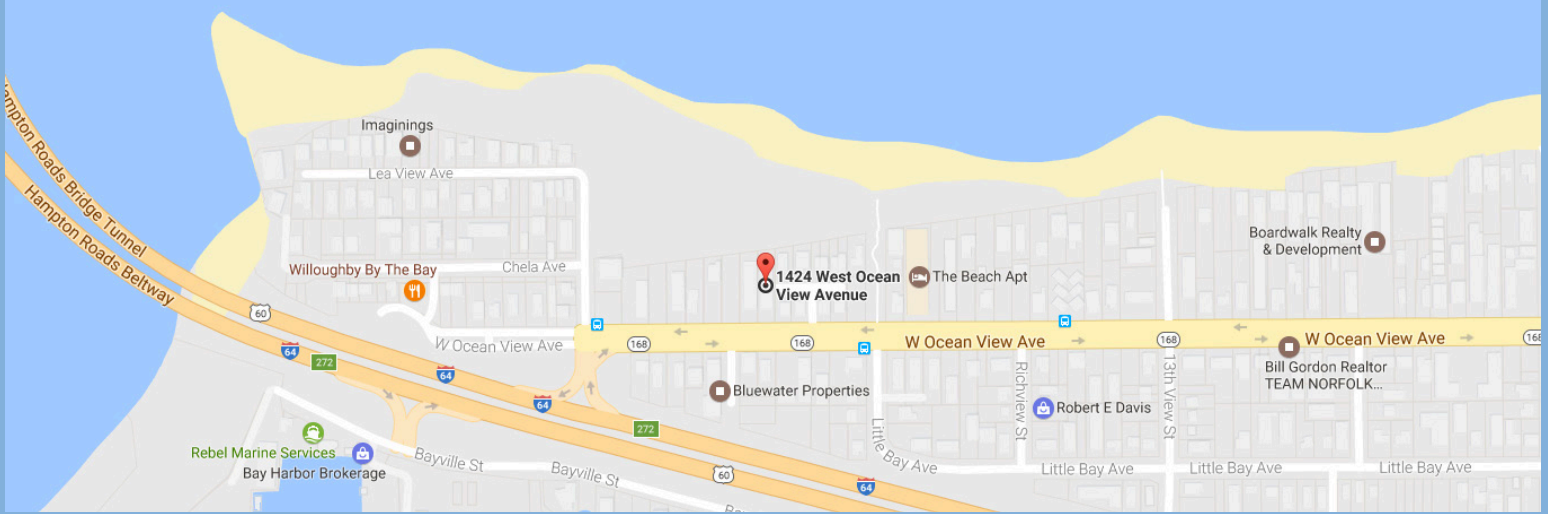 Imaginings
Lea View Ave
ampton Roads Bridge Tunnel
Hampton Roads Beltway
Boardwalk Realty
& Development
Willoughby By The Bay
Chela Ave
1424 West Ocean
View Avenue
The Beach Apt
60
64
272
W Ocean View Ave
168
168
W Ocean View Ave
168
W Ocean View Ave
168
64
64
272
Bluewater Properties
Richview St
Robert E Davis
13th View St
Bill Gordon Realtor
TEAM NORFOLK...
Rebel Marine Services
Bay Harbor Brokerage
Bayville St
Bayville St
60
64
Little Bay Ave
Little Bay Ave
Little Bay Ave
Little Bay Ave